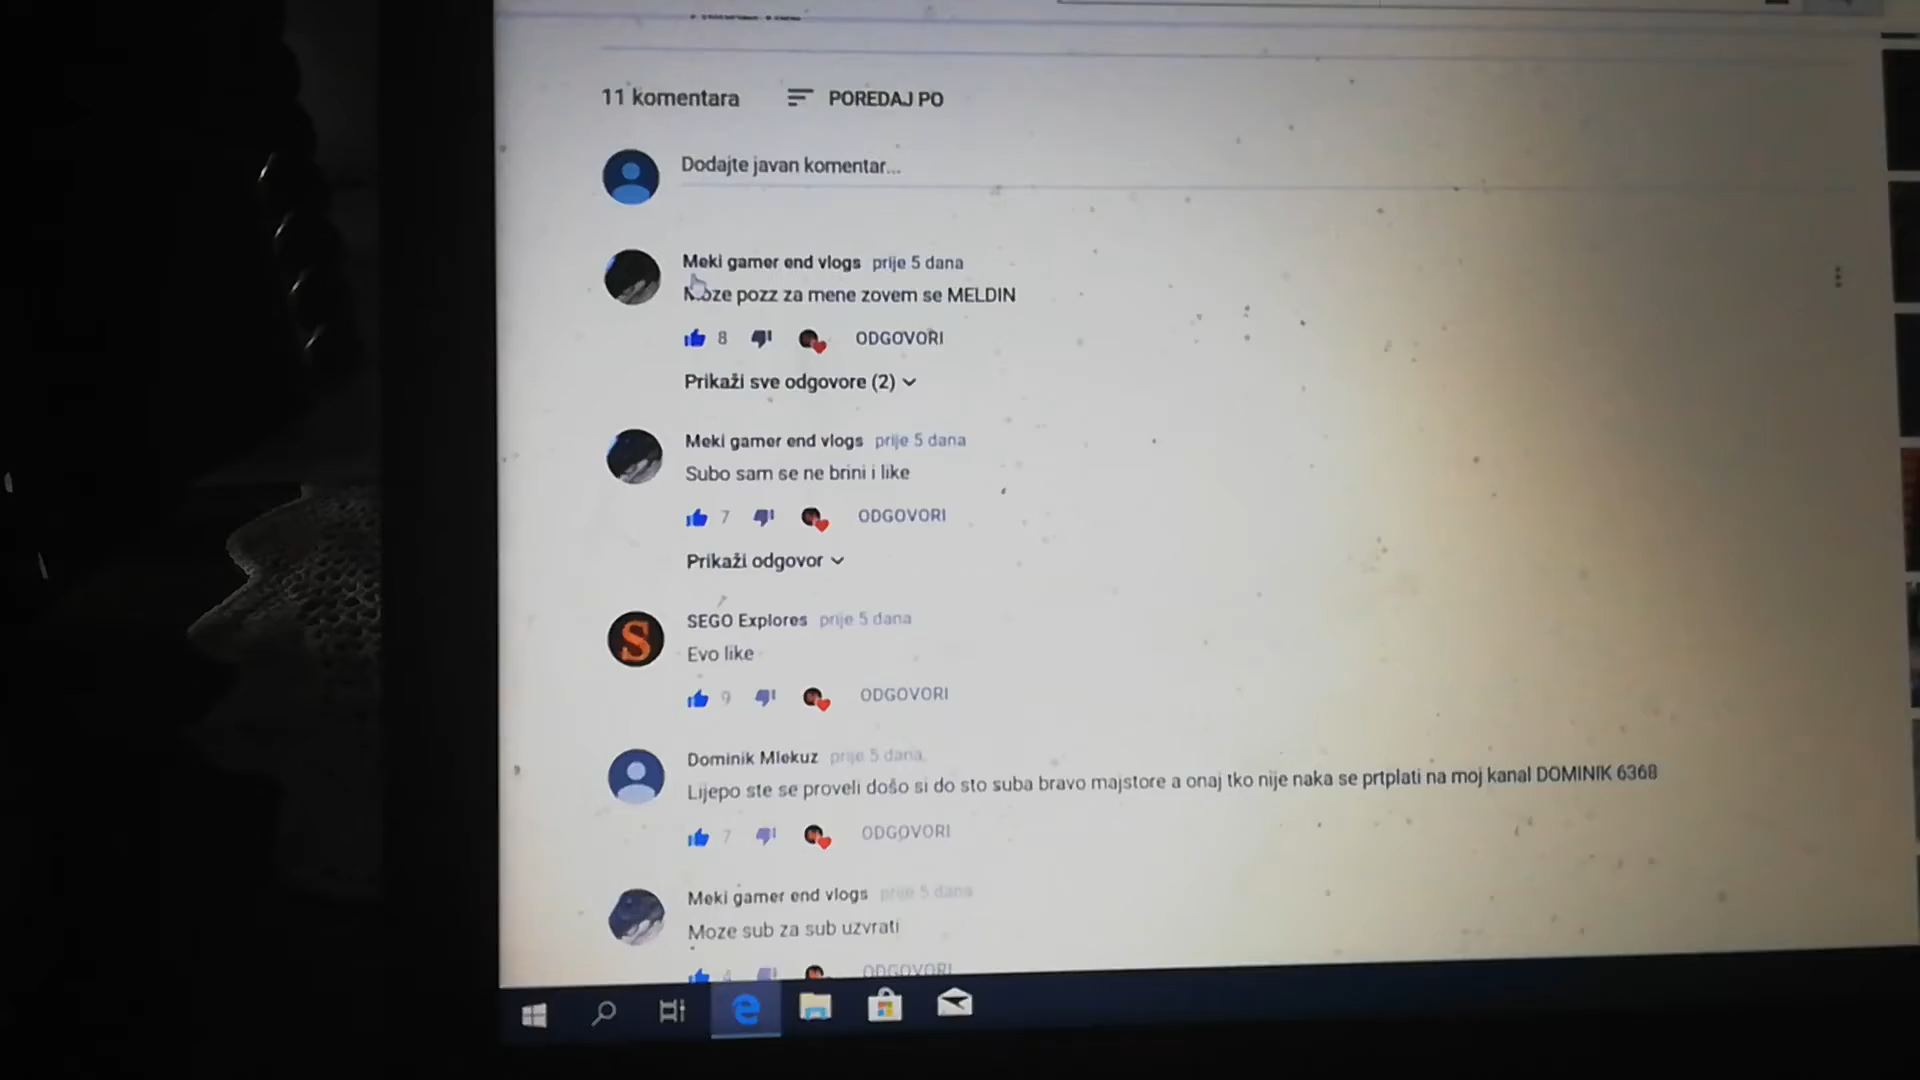 11 komentara POREDAJ PO
Dodajte javan komentar...
Meki gamer end vlogs prije 5 dana
Moze pozz za mene zovem se MELDIN
8 ODGOVORI
Prikaži sve odgovore (2)
Meki gamer end vlogs prije 5 dana
Subo sam se ne brini i like
7 ODGOVORI
Prikaži odgovor
S
SEGO Explores prije 5 dana
Evo like
9 ODGOVORI
Dominik Mlekuz prije 5 dana
Lijepo ste se proveli došo si do sto suba bravo majstore a onaj tko nije naka se prtplati na moj kanal DOMINIK 6368
7 ODGOVORI
Meki gamer end vlogs prije 5 dana
Moze sub za sub uzvrati
4 ODGOVORI